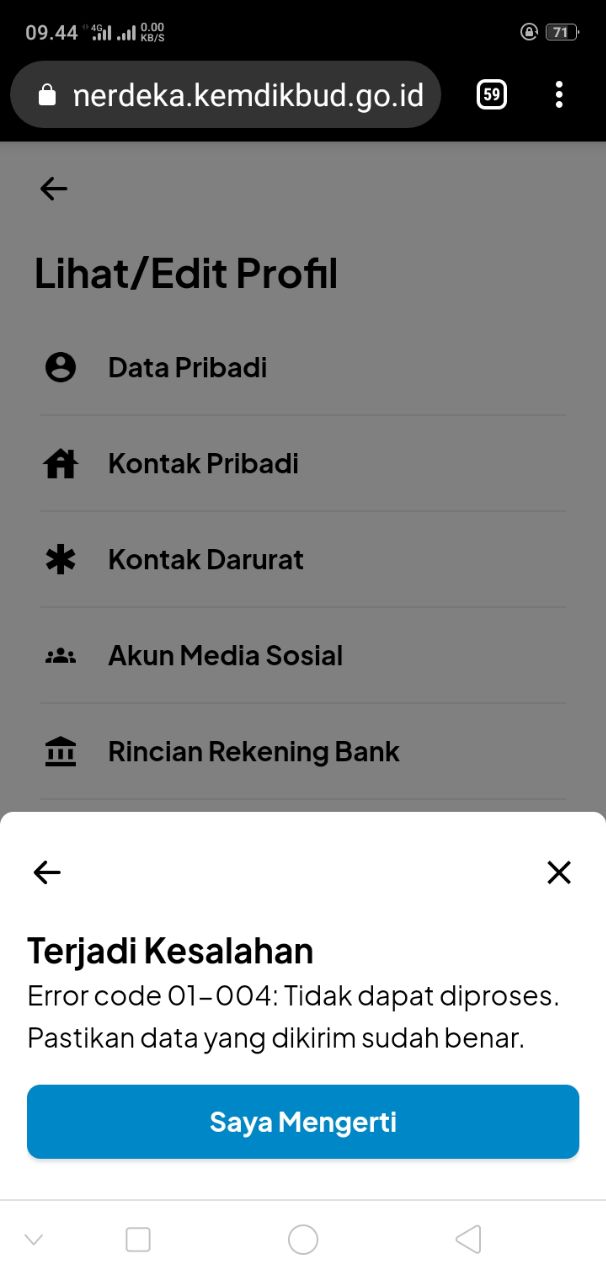 09.44 4G 0.00 KB/S 71
merdeka.kemdikbud.go.id 59
Lihat/Edit Profil
Data Pribadi
Kontak Pribadi
Kontak Darurat
Akun Media Sosial
Rincian Rekening Bank
Terjadi Kesalahan
Error code 01-004: Tidak dapat diproses.
Pastikan data yang dikirim sudah benar.
Saya Mengerti